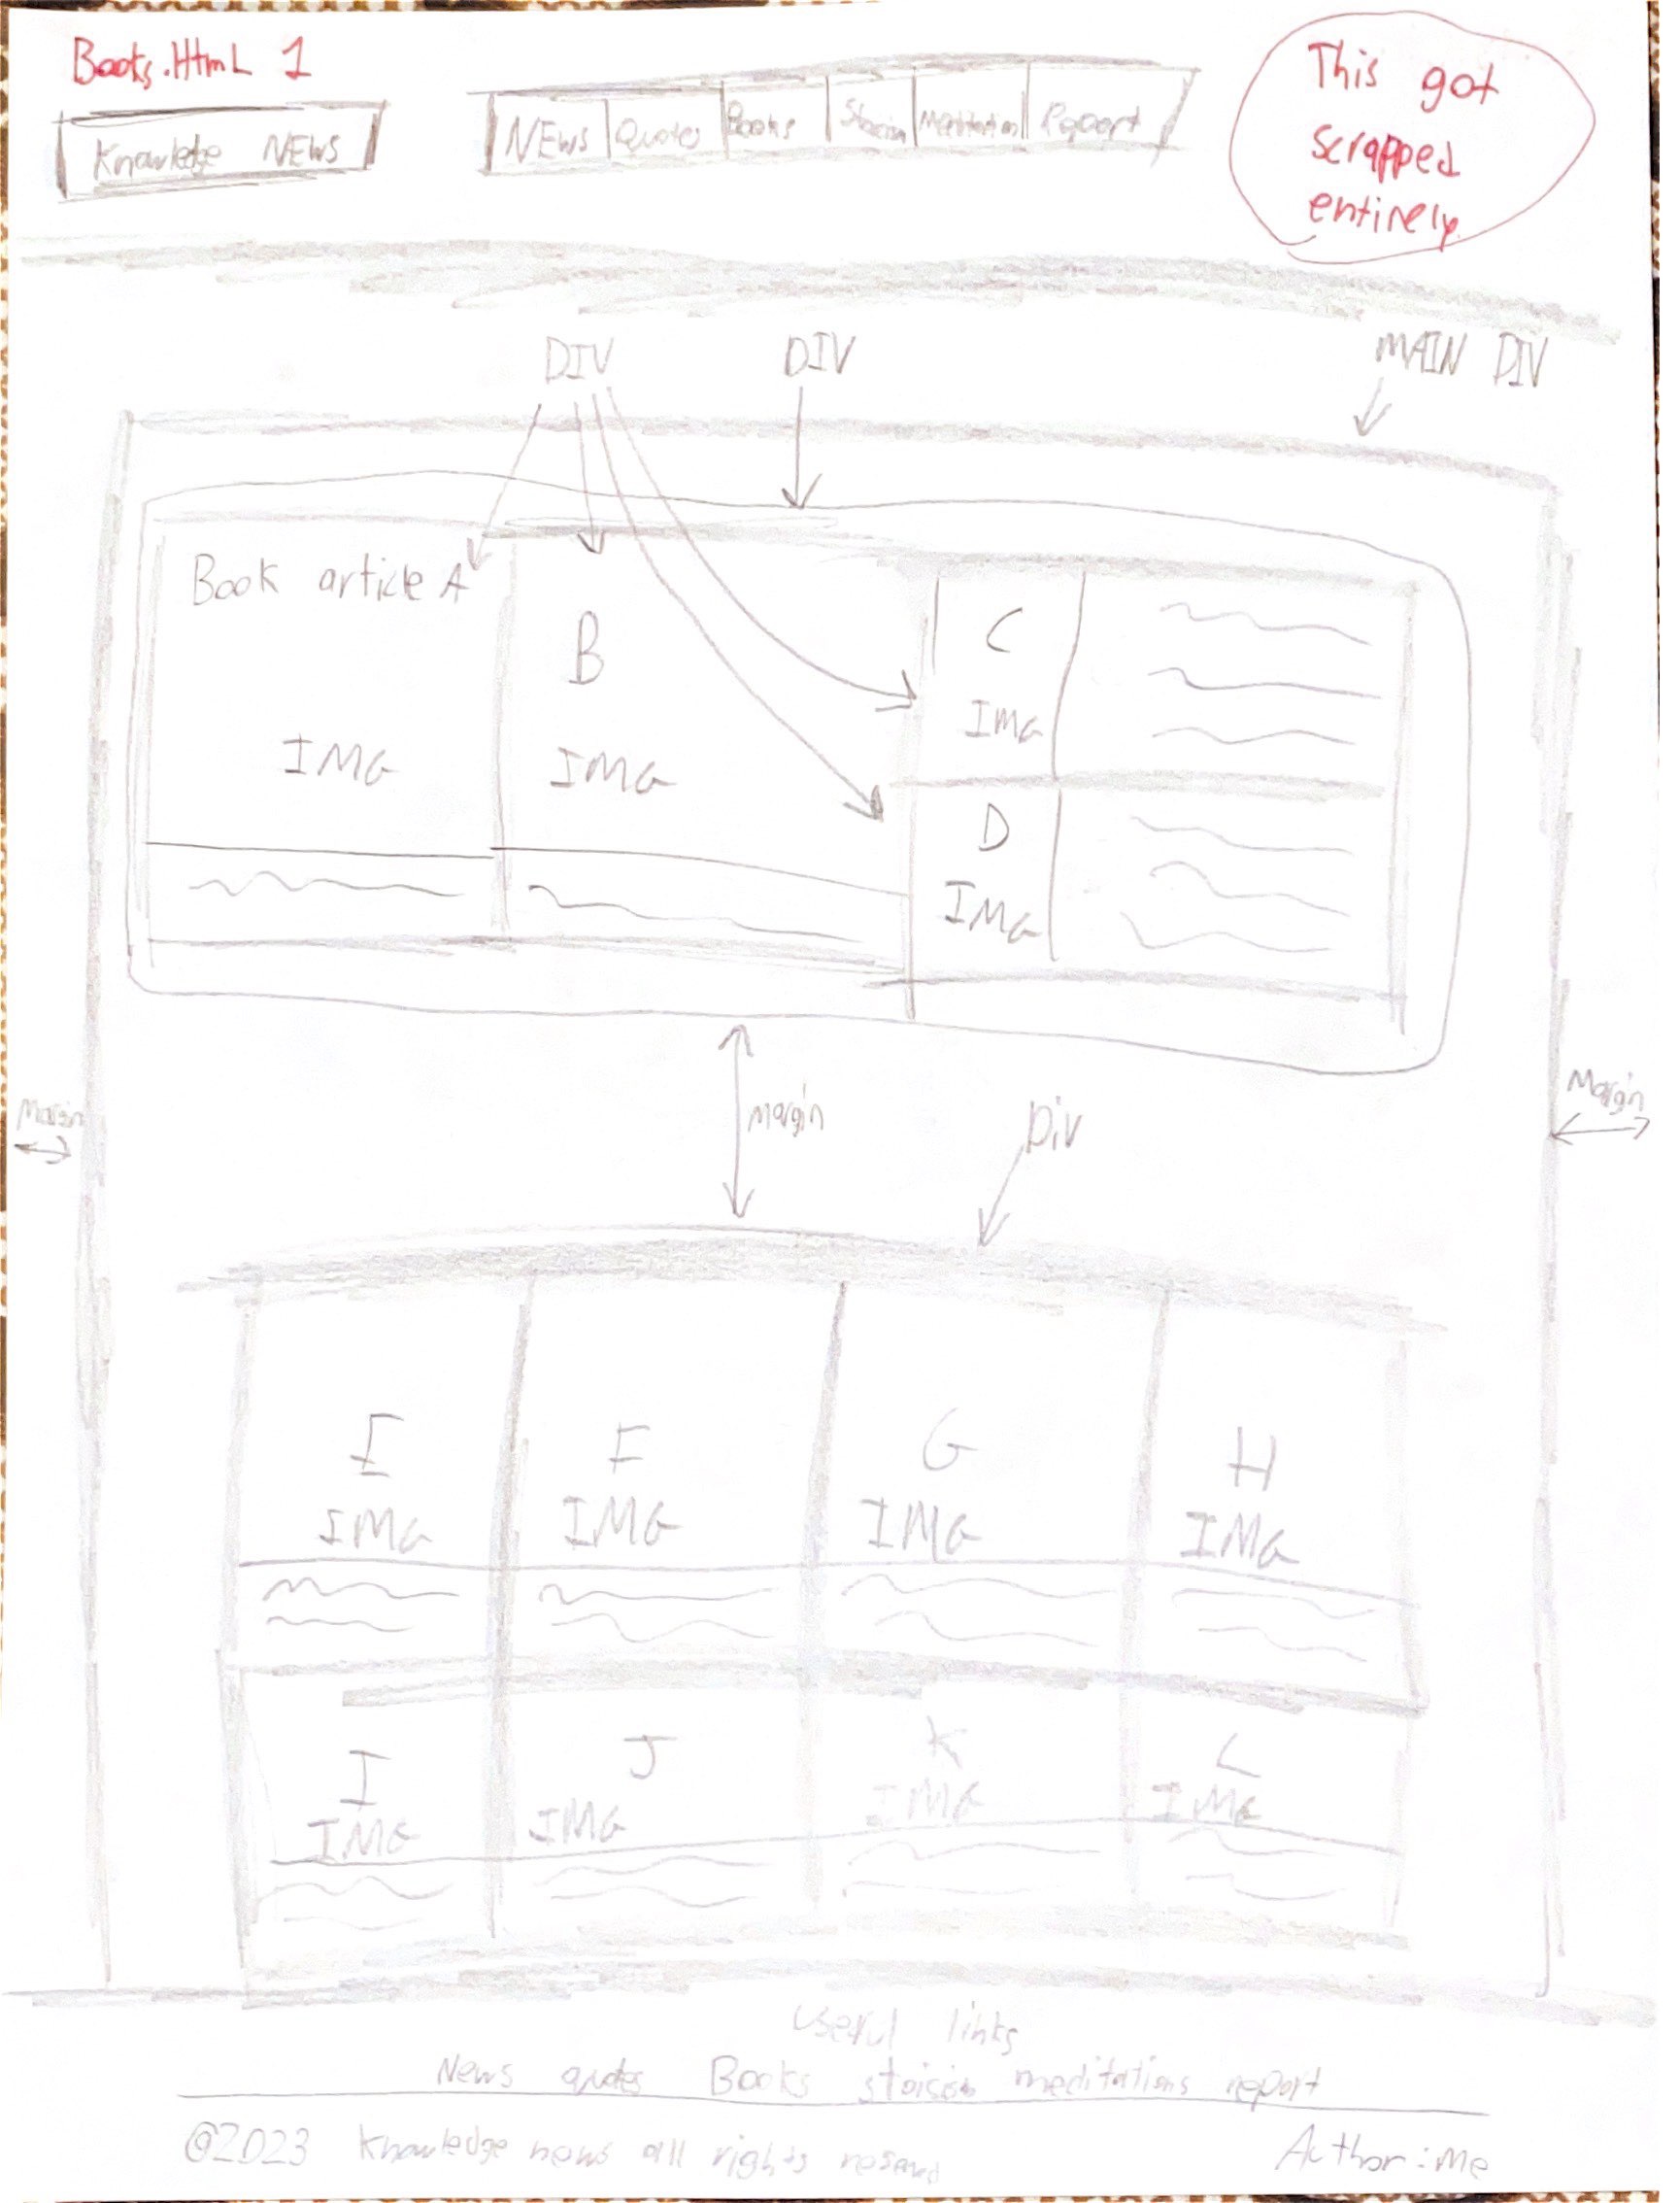 Books.HtmL 1
This got
scrapped
entirely.
Knowledge NEWS
NEWS Quotes Books Stoicism Meditation Report
DIV
DIV
MAIN DIV
Book article A
B
C
IMG
IMG
IMG
D
IMG
Margin
margin
Div
Margin
E
F
G
H
IMG
IMG
IMG
IMG
I
J
K
L
IMG
IMG
IMG
IMG
useful links
News quotes Books stoicism meditations report
@2023 Knowledge news all rights reserved
Author:Me